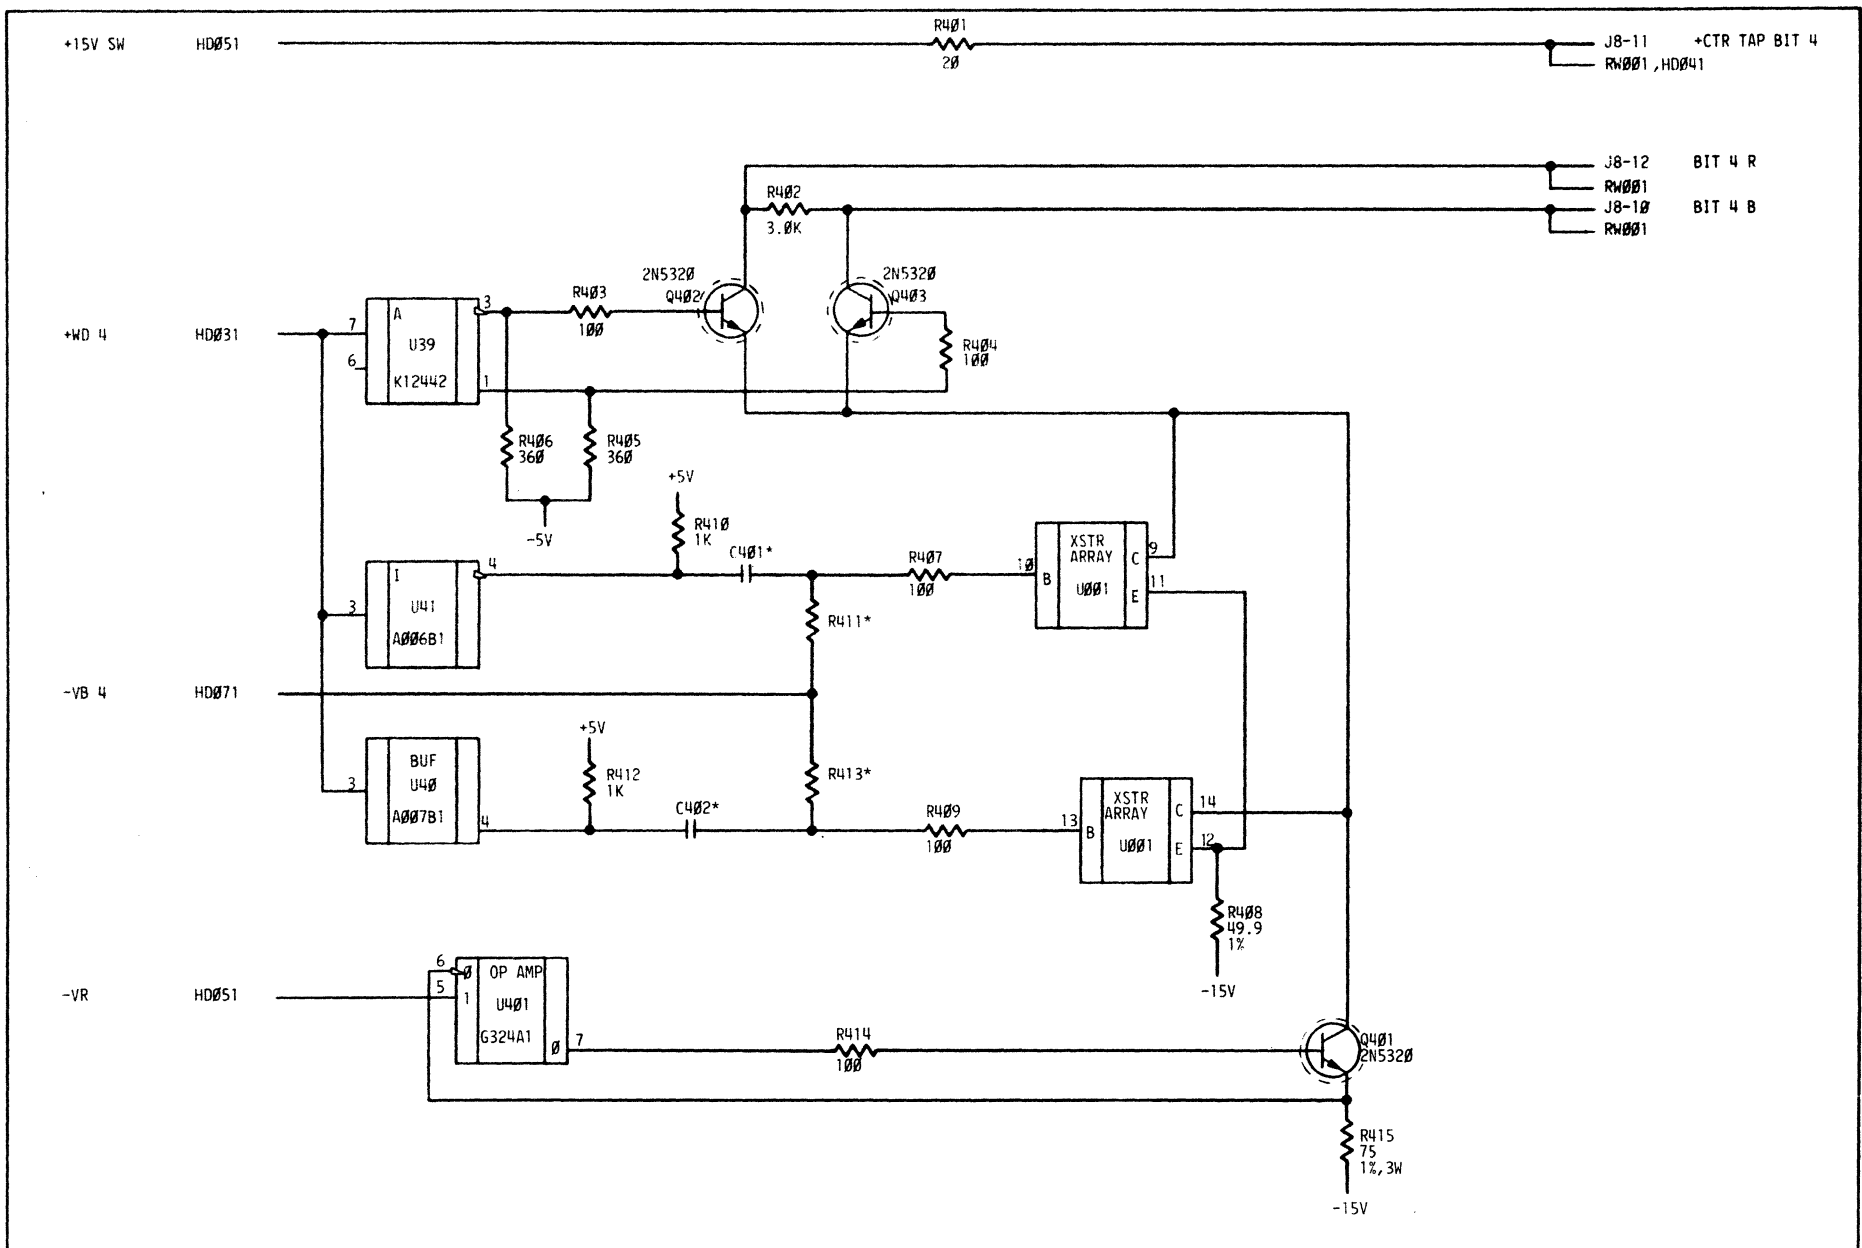 +15V SW HDØ51 R4Ø1 J8-11 +CTR TAP BIT 4
2Ø RWØØ1,HDØ41
J8-12 BIT 4 R
R4Ø2 RWØØ1
J8-1Ø BIT 4 B
3.ØK RWØØ1
2N532Ø 2N532Ø
R4Ø3 Q4Ø2 Q4Ø3
3 A
1ØØ
+WD 4 HDØ31 7 U39 R4Ø4
1ØØ
6 K12442 1
R4Ø6 R4Ø5
36Ø 36Ø
+5V
-5V R41Ø
1K
XSTR
ARRAY 9
C4Ø1* R4Ø7 C
I 4 1Ø B UØØ1 11
1ØØ E
3 U41 R411*
AØØ6B1
-VB 4 HDØ71
+5V
BUF
3 U4Ø R412 R413*
1K
AØØ7B1 4 C4Ø2* R4Ø9
1ØØ
XSTR
ARRAY C 14
13 B UØØ1 E 12
R4Ø8
49.9
1%
-15V
6 Ø OP AMP
-VR HDØ51 5 1 U4Ø1
G324A1 Ø 7 R414
1ØØ
Q4Ø1
2N532Ø
R415
75
1%,3W
-15V